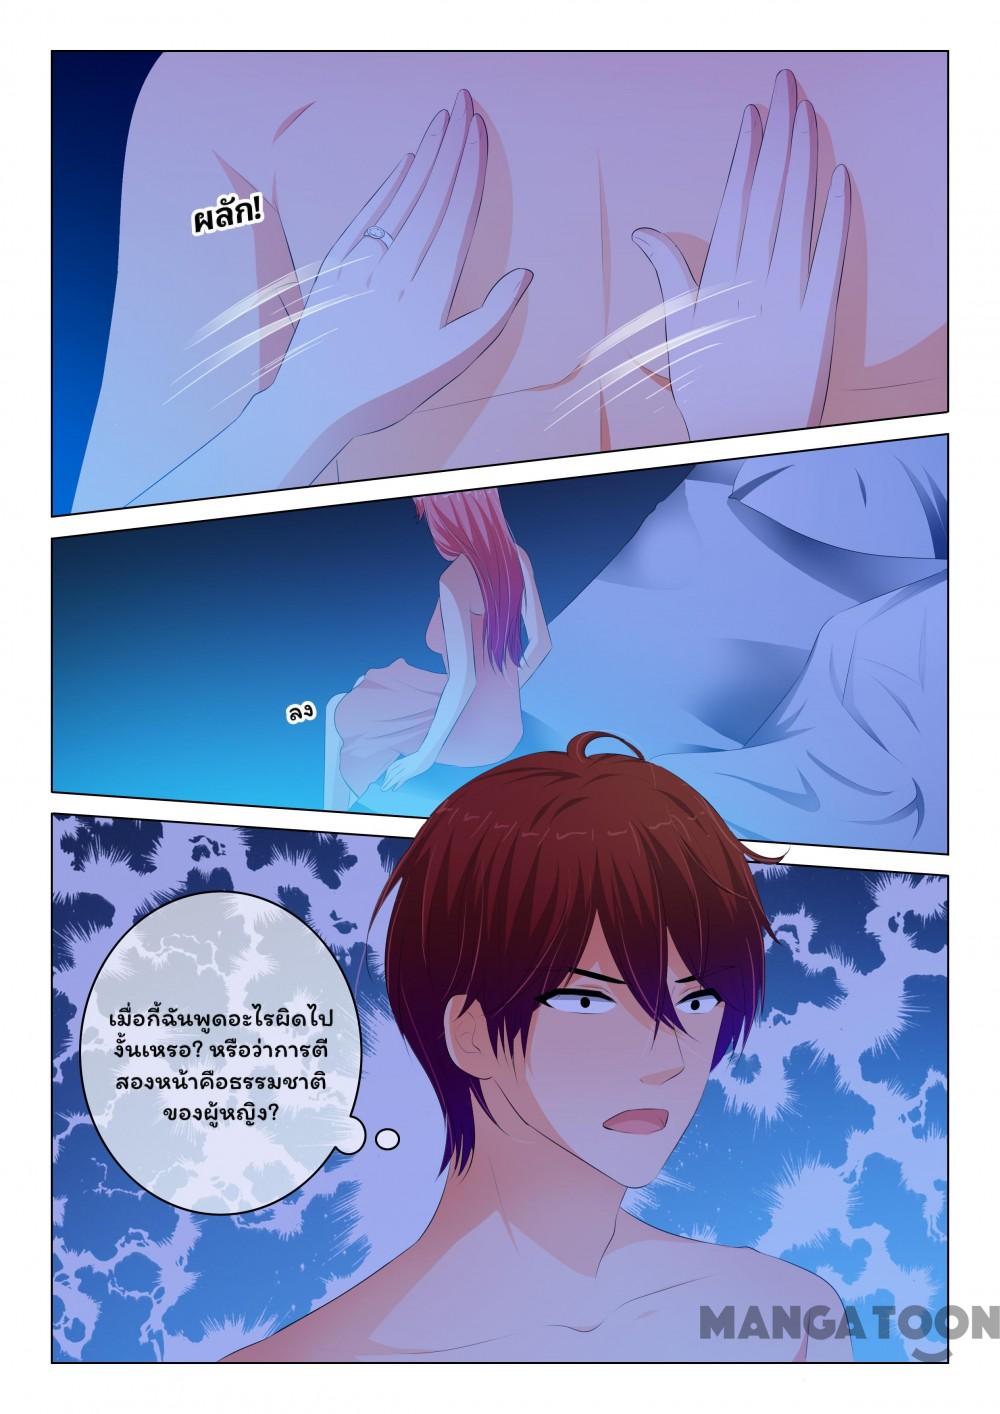 ผลัก!
ลง
เมื่อกี้ฉันพูดอะไรผิดไป
งั้นเหรอ? หรือว่าการตี
สองหน้าคือธรรมชาติ
ของผู้หญิง?
MANGATOON